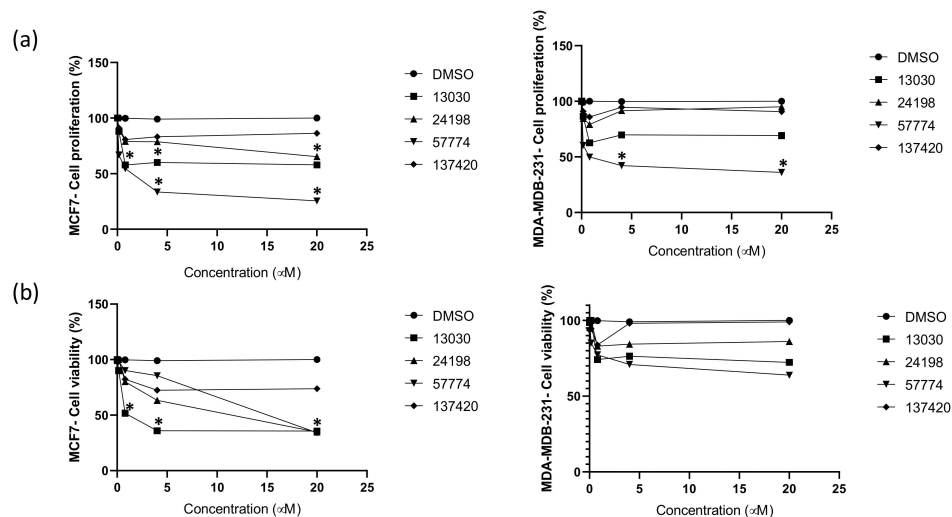 (a)
MCF7- Cell proliferation (%)
150
100
50
0
0 5 10 15 20 25
Concentration (∝M)
* * * * *
DMSO
13030
24198
57774
137420
MDA-MDB-231- Cell proliferation (%)
150
100
50
0
0 5 10 15 20 25
Concentration (∝M)
* *
DMSO
13030
24198
57774
137420
(b)
MCF7- Cell viability (%)
150
100
50
0
0 5 10 15 20 25
Concentration (∝M)
* * *
DMSO
13030
24198
57774
137420
MDA-MDB-231- Cell viability (%)
100
50
0
0 5 10 15 20 25
Concentration (∝M)
DMSO
13030
24198
57774
137420